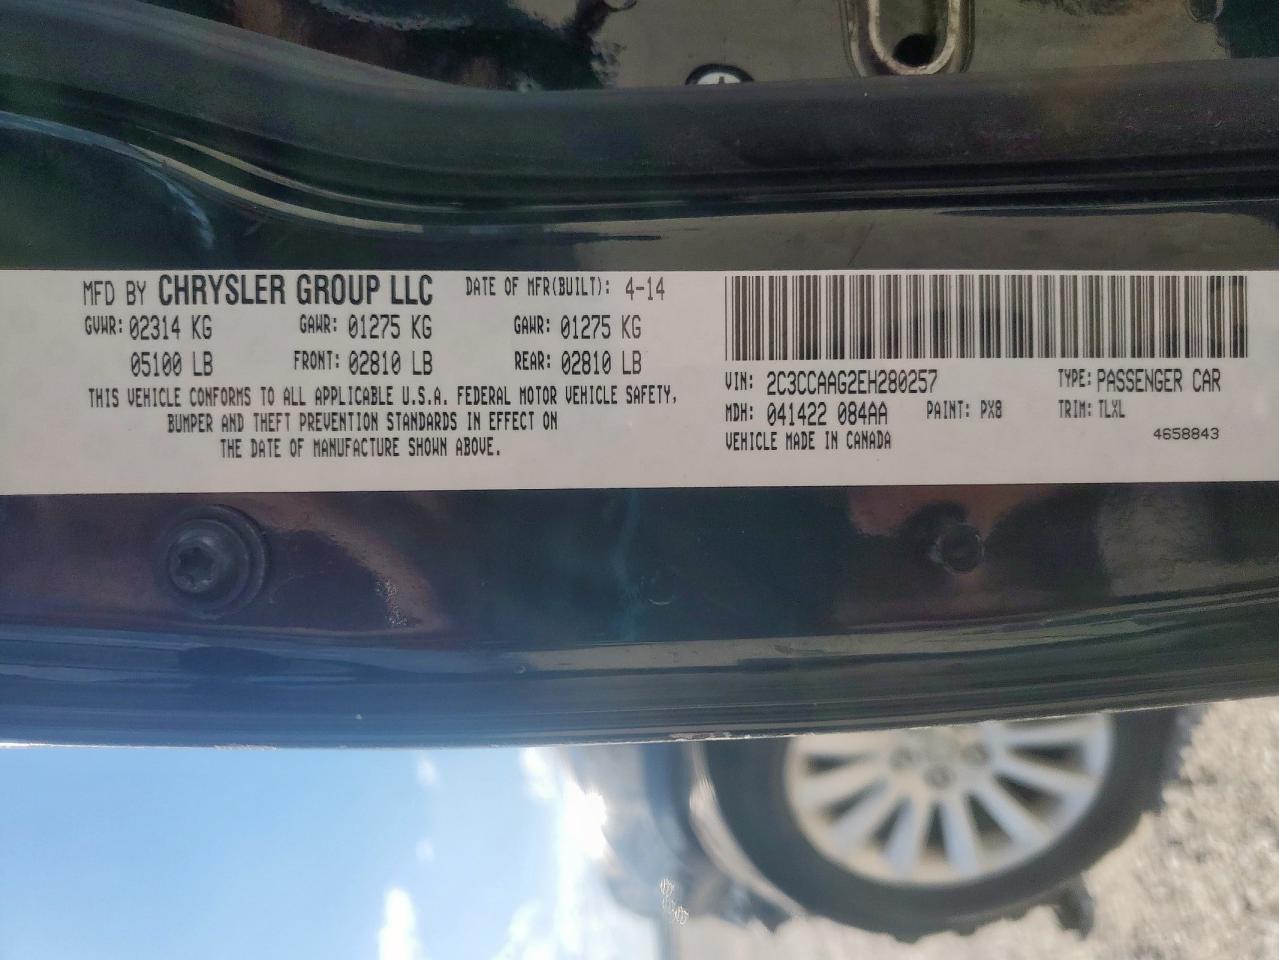 MFD BY CHRYSLER GROUP LLC DATE OF MFR(BUILT): 4-14
GVWR: 02314 KG GAWR: 01275 KG GAWR: 01275 KG
05100 LB FRONT: 02810 LB REAR: 02810 LB
THIS VEHICLE CONFORMS TO ALL APPLICABLE U.S.A. FEDERAL MOTOR VEHICLE SAFETY,
BUMPER AND THEFT PREVENTION STANDARDS IN EFFECT ON
THE DATE OF MANUFACTURE SHOWN ABOVE.
VIN: 2C3CCAAG2EH280257 TYPE: PASSENGER CAR
MDH: 041422 084AA PAINT: PX8 TRIM: TLXL
VEHICLE MADE IN CANADA 4658843